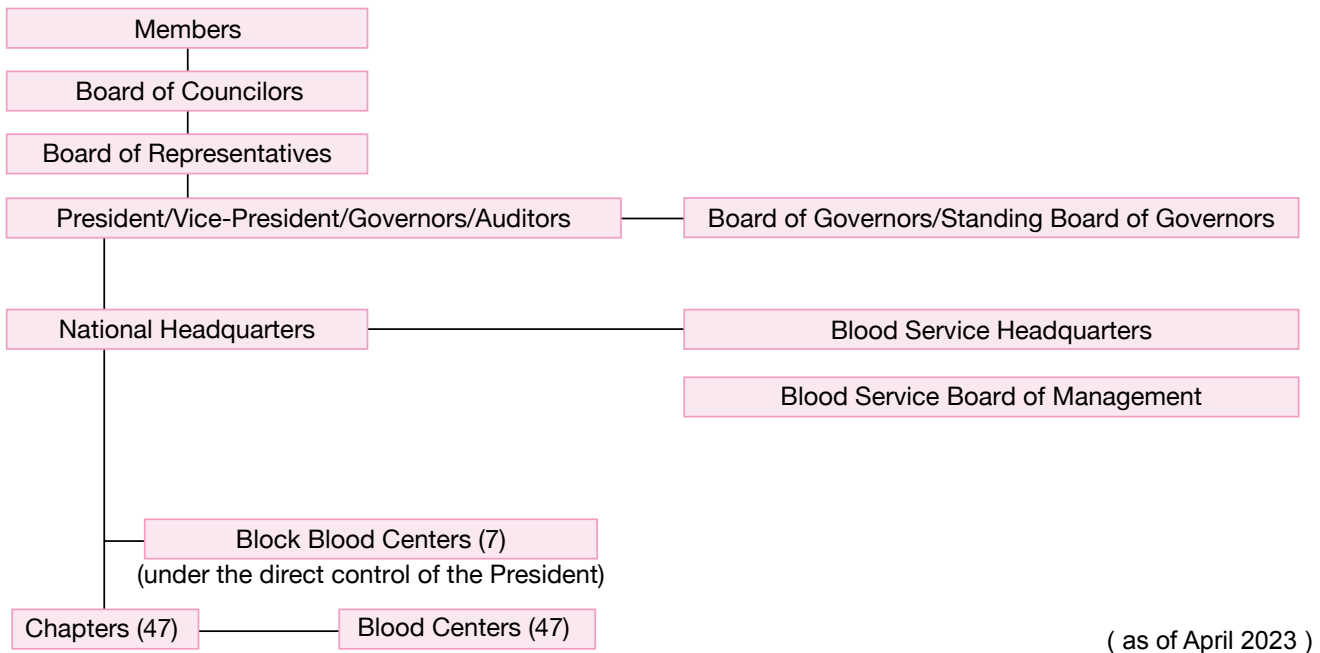 Members
Board of Councilors
Board of Representatives
President/Vice-President/Governors/Auditors
Board of Governors/Standing Board of Governors
National Headquarters
Blood Service Headquarters
Blood Service Board of Management
Block Blood Centers (7)
(under the direct control of the President)
Chapters (47)
Blood Centers (47)
( as of April 2023 )